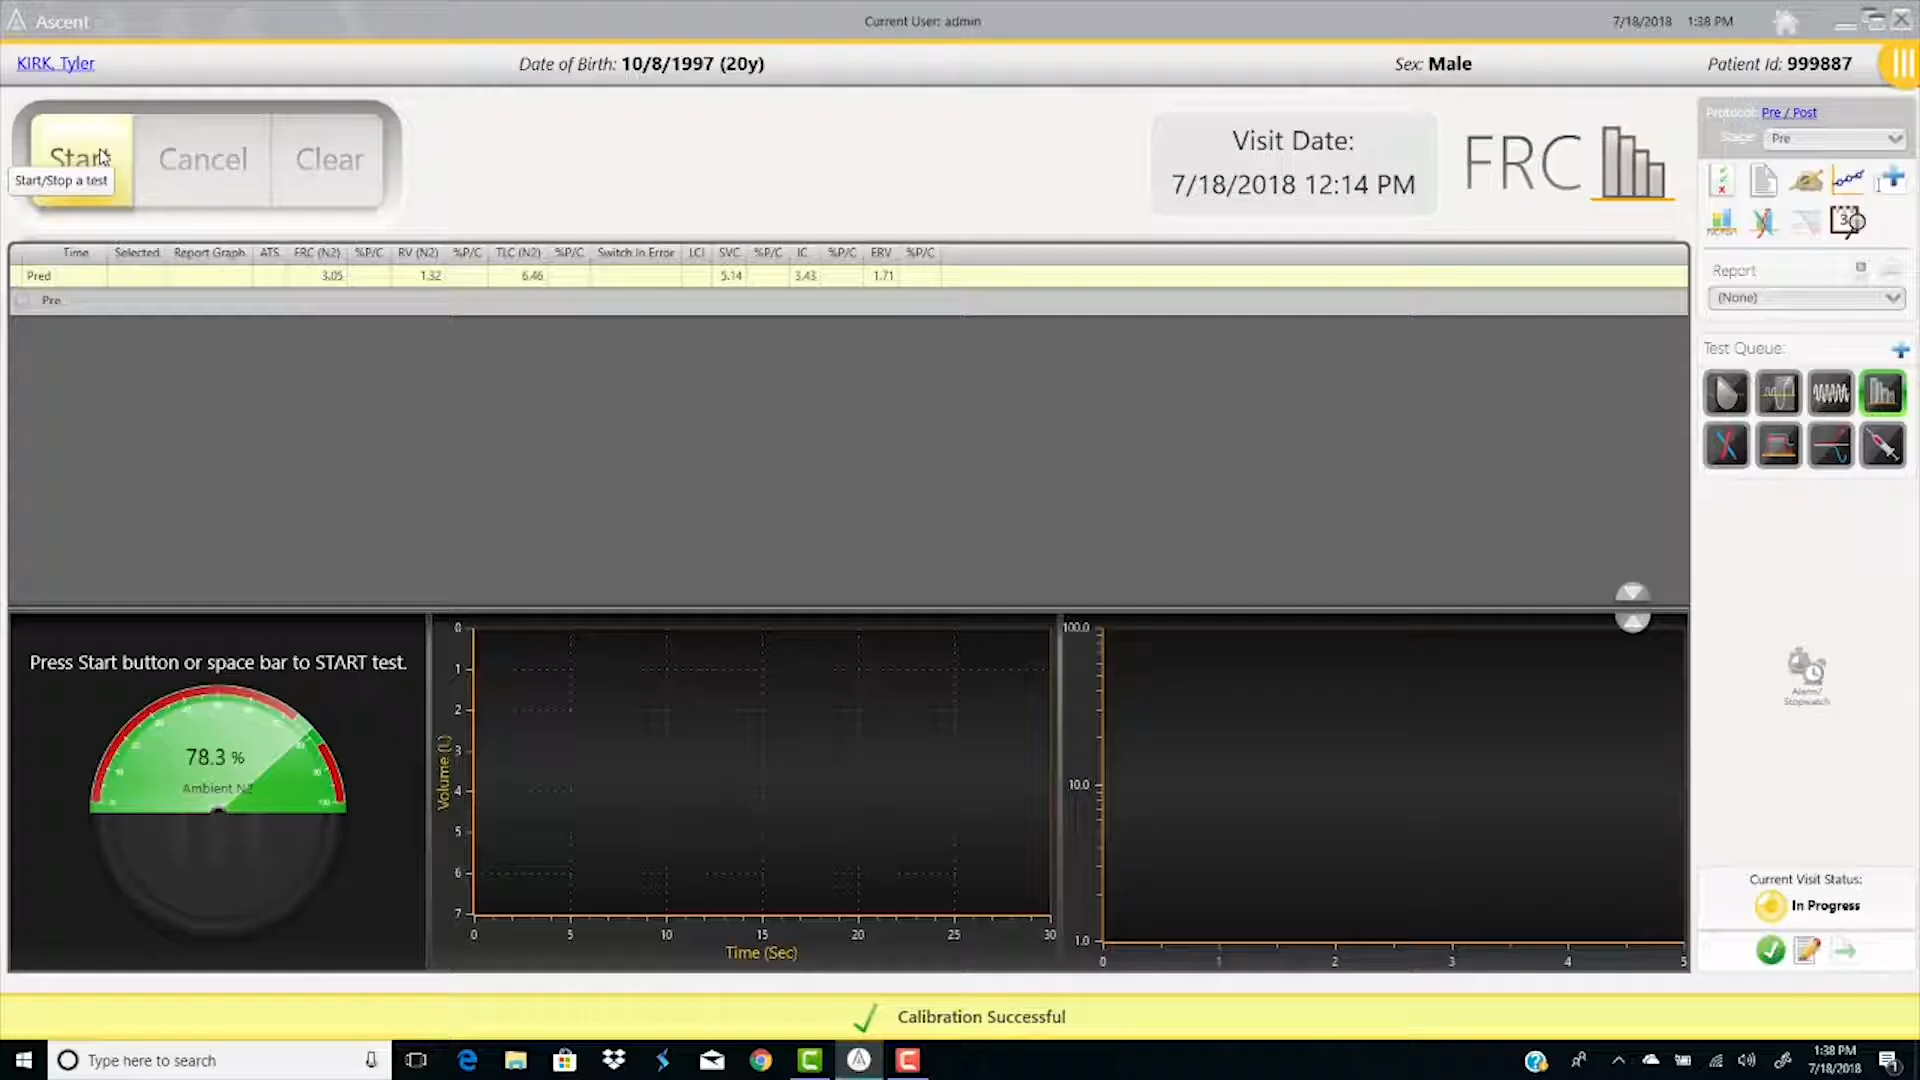 Ascent
Current User: admin
7/18/2018 1:38 PM
KIRK, Tyler
Date of Birth: 10/8/1997 (20y)
Sex: Male
Patient Id: 999887
Start
Cancel
Clear
Start/Stop a test
Visit Date:
7/18/2018 12:14 PM
FRC
Protocol: Pre / Post
Stage: Pre
Time Selected Report Graph ATS FRC (N2) %P/C RV (N2) %P/C TLC (N2) %P/C Switch In Error LCI SVC %P/C IC %P/C ERV %P/C
Pred 3.05 1.32 6.46 5.14 3.43 1.71
Pre
Report
(None)
Test Queue:
Press Start button or space bar to START test.
78.3 %
Ambient N2
Volume (L)
0
1
2
3
4
5
6
7
0 5 10 15 20 25 30
Time (Sec)
100.0
10.0
1.0
0 1 2 3 4 5
Alarm/
Stopwatch
Current Visit Status:
In Progress
Calibration Successful
Type here to search
1:38 PM
7/18/2018